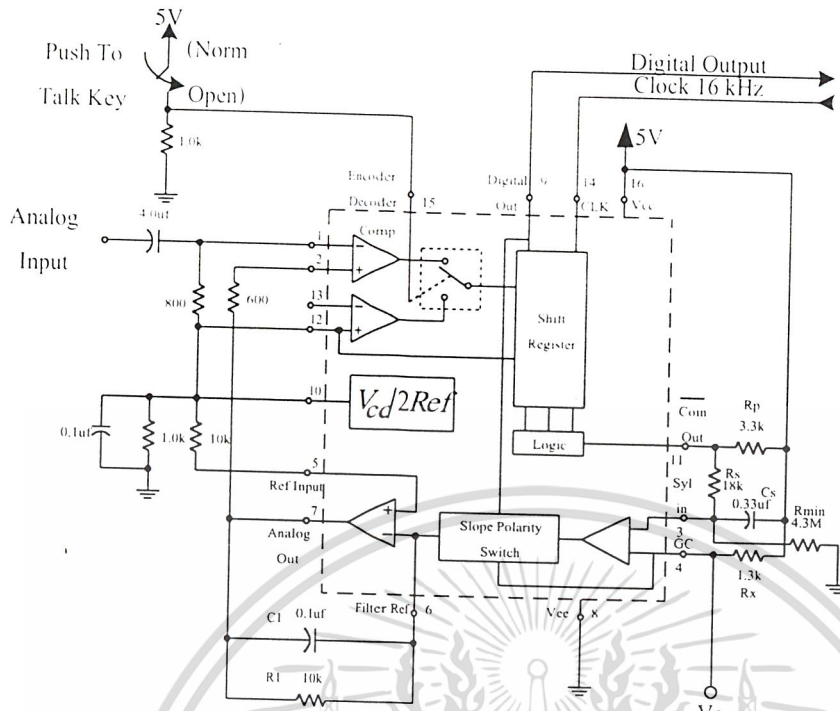 5V
Push To (Norm
Talk Key Open)
1.0k
Digital Output
Clock 16 kHz
5V
Encoder
Decoder 15
Digital 9 14 16
Out CLK Vcc
Analog
Input
4.0uf
1
2
13
12
Comp
800
600
Shift
Register
10
Vcd/2Ref
0.1uf
1.0k
10k
Logic
Coin
Out
11
Rp
3.3k
Rs
18k
Syl
in
3
Cs
0.33uf
Rmin
4.3M
GC
4
1.3k
Rx
5
Ref Input
7
Analog
Out
Slope Polarity
Switch
Filter Ref 6
Vcc 8
C1 0.1uf
R1 10k